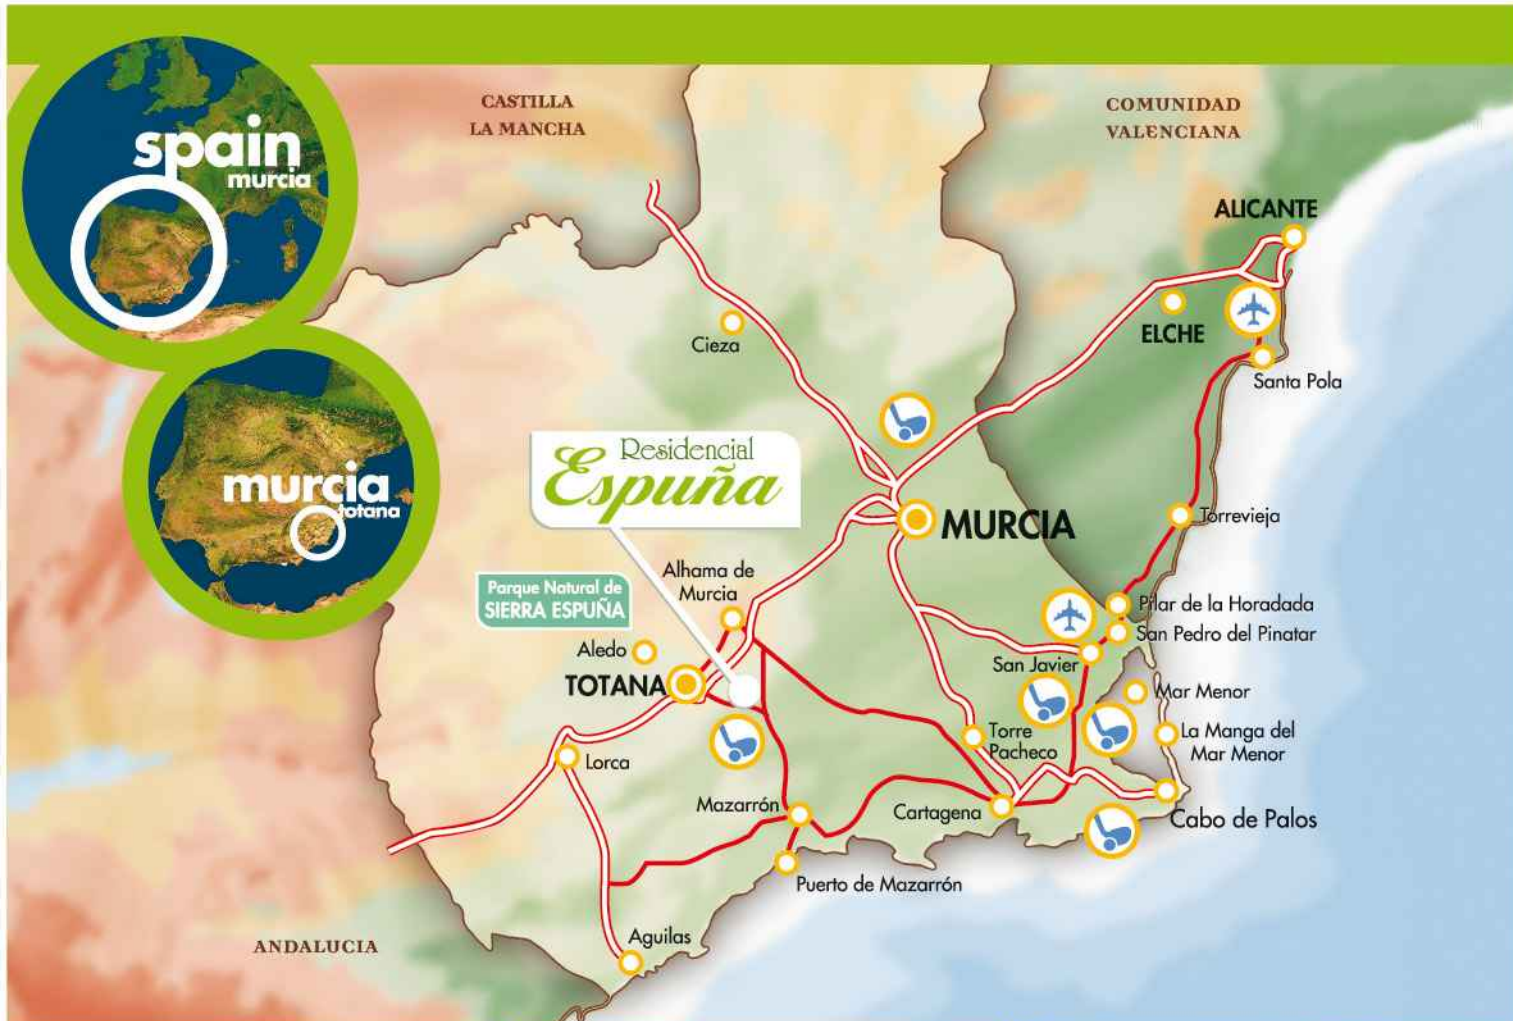 spain
murcia
murcia
totana
CASTILLA
LA MANCHA
COMUNIDAD
VALENCIANA
ALICANTE
ELCHE
Santa Pola
Cieza
Residencial
Espuña
MURCIA
Torrevieja
Alhama de
Murcia
Parque Natural de
SIERRA ESPUÑA
Pilar de la Horadada
San Pedro del Pinatar
Aledo
San Javier
TOTANA
Mar Menor
Torre
Pacheco
La Manga del
Mar Menor
Lorca
Mazarrón
Cartagena
Cabo de Palos
Puerto de Mazarrón
Aguilas
ANDALUCIA